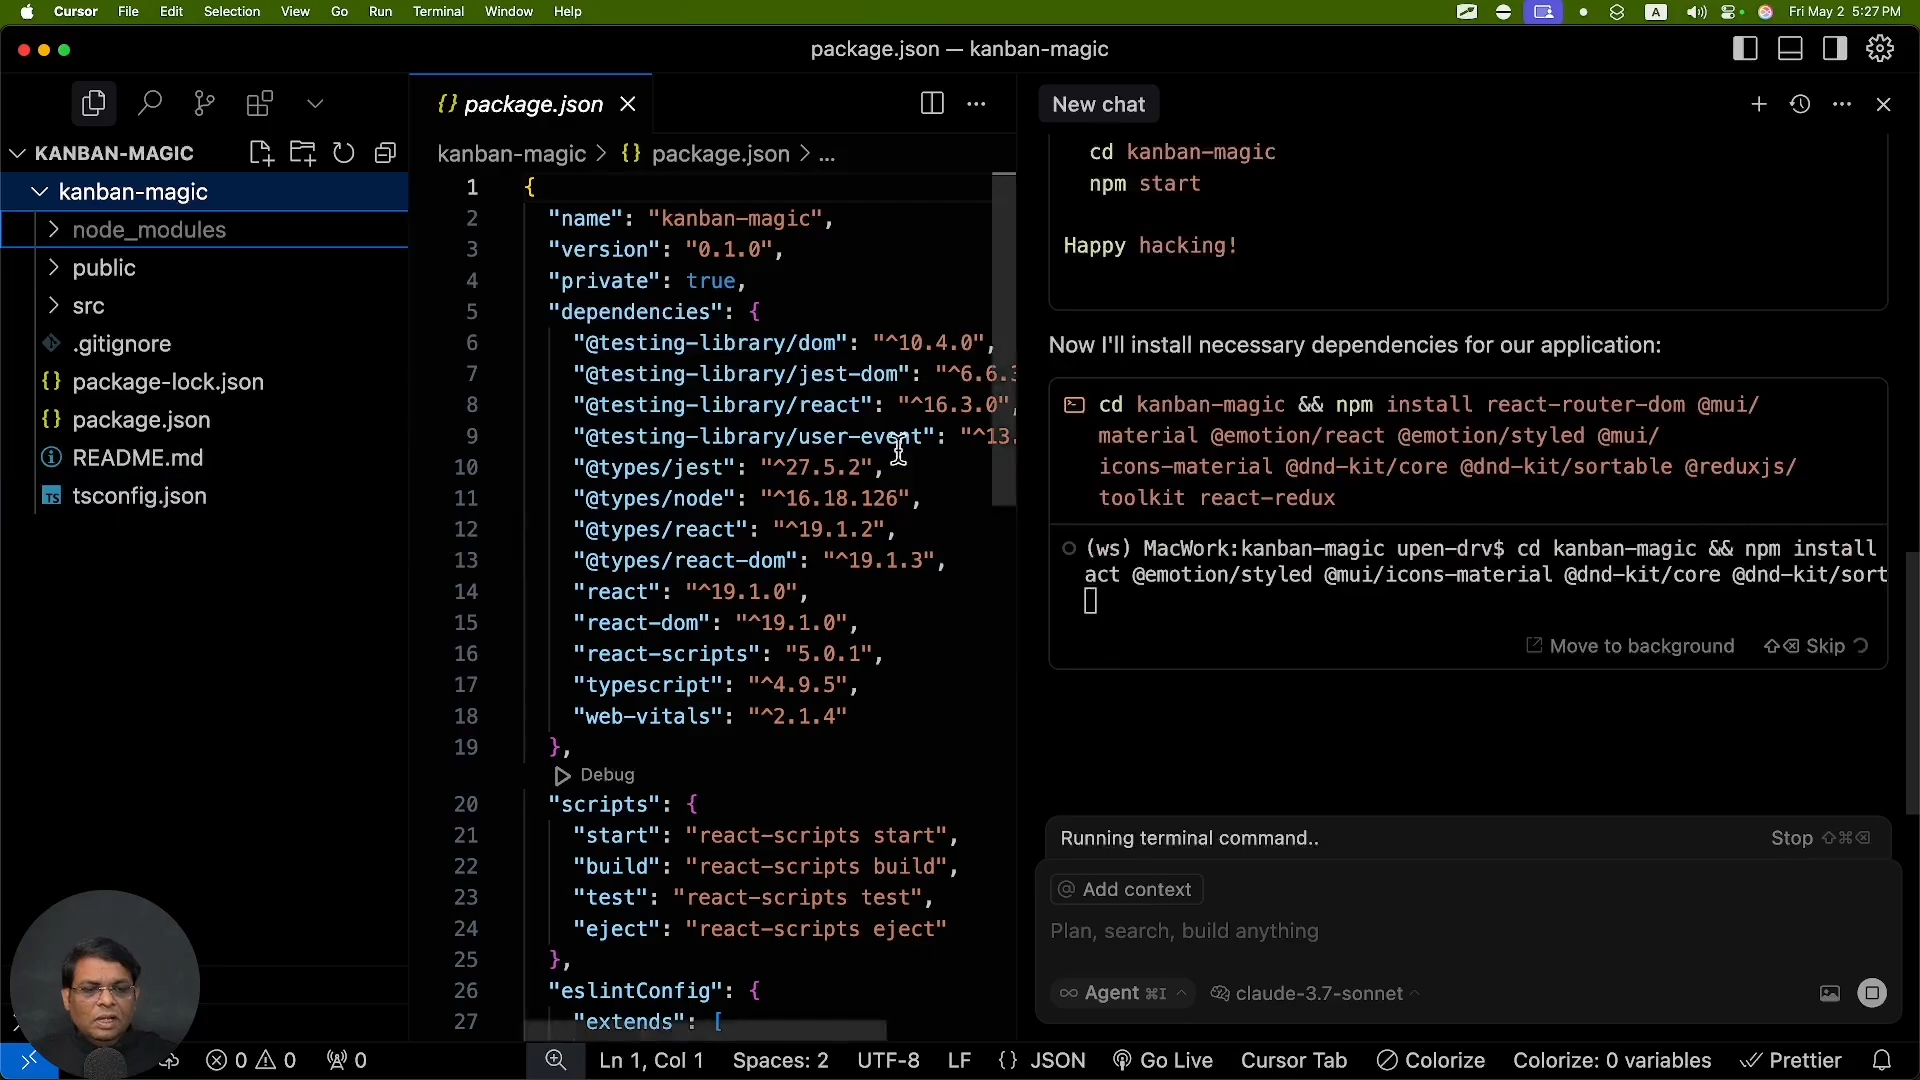 Cursor File Edit Selection View Go Run Terminal Window Help
A Fri May 2 5:27 PM
package.json — kanban-magic
KANBAN-MAGIC
kanban-magic
node_modules
public
src
.gitignore
{} package-lock.json
{} package.json
README.md
TS tsconfig.json
{} package.json
kanban-magic > {} package.json > ...
1 {
2 "name": "kanban-magic",
3 "version": "0.1.0",
4 "private": true,
5 "dependencies": {
6 "@testing-library/dom": "^10.4.0",
7 "@testing-library/jest-dom": "^6.6.3
8 "@testing-library/react": "^16.3.0",
9 "@testing-library/user-event": "^13.
10 "@types/jest": "^27.5.2",
11 "@types/node": "^16.18.126",
12 "@types/react": "^19.1.2",
13 "@types/react-dom": "^19.1.3",
14 "react": "^19.1.0",
15 "react-dom": "^19.1.0",
16 "react-scripts": "5.0.1",
17 "typescript": "^4.9.5",
18 "web-vitals": "^2.1.4"
19 },
Debug
20 "scripts": {
21 "start": "react-scripts start",
22 "build": "react-scripts build",
23 "test": "react-scripts test",
24 "eject": "react-scripts eject"
25 },
26 "eslintConfig": {
27 "extends": [
New chat
cd kanban-magic
npm start
Happy hacking!
Now I'll install necessary dependencies for our application:
cd kanban-magic && npm install react-router-dom @mui/
material @emotion/react @emotion/styled @mui/
icons-material @dnd-kit/core @dnd-kit/sortable @reduxjs/
toolkit react-redux
(ws) MacWork:kanban-magic upen-drv$ cd kanban-magic && npm install
act @emotion/styled @mui/icons-material @dnd-kit/core @dnd-kit/sort
Move to background ⇧⌫ Skip
Running terminal command..
Stop ⇧⌘⌫
@ Add context
Plan, search, build anything
∞ Agent ⌘I claude-3.7-sonnet
0 0 0 Ln 1, Col 1 Spaces: 2 UTF-8 LF {} JSON Go Live Cursor Tab Colorize Colorize: 0 variables Prettier